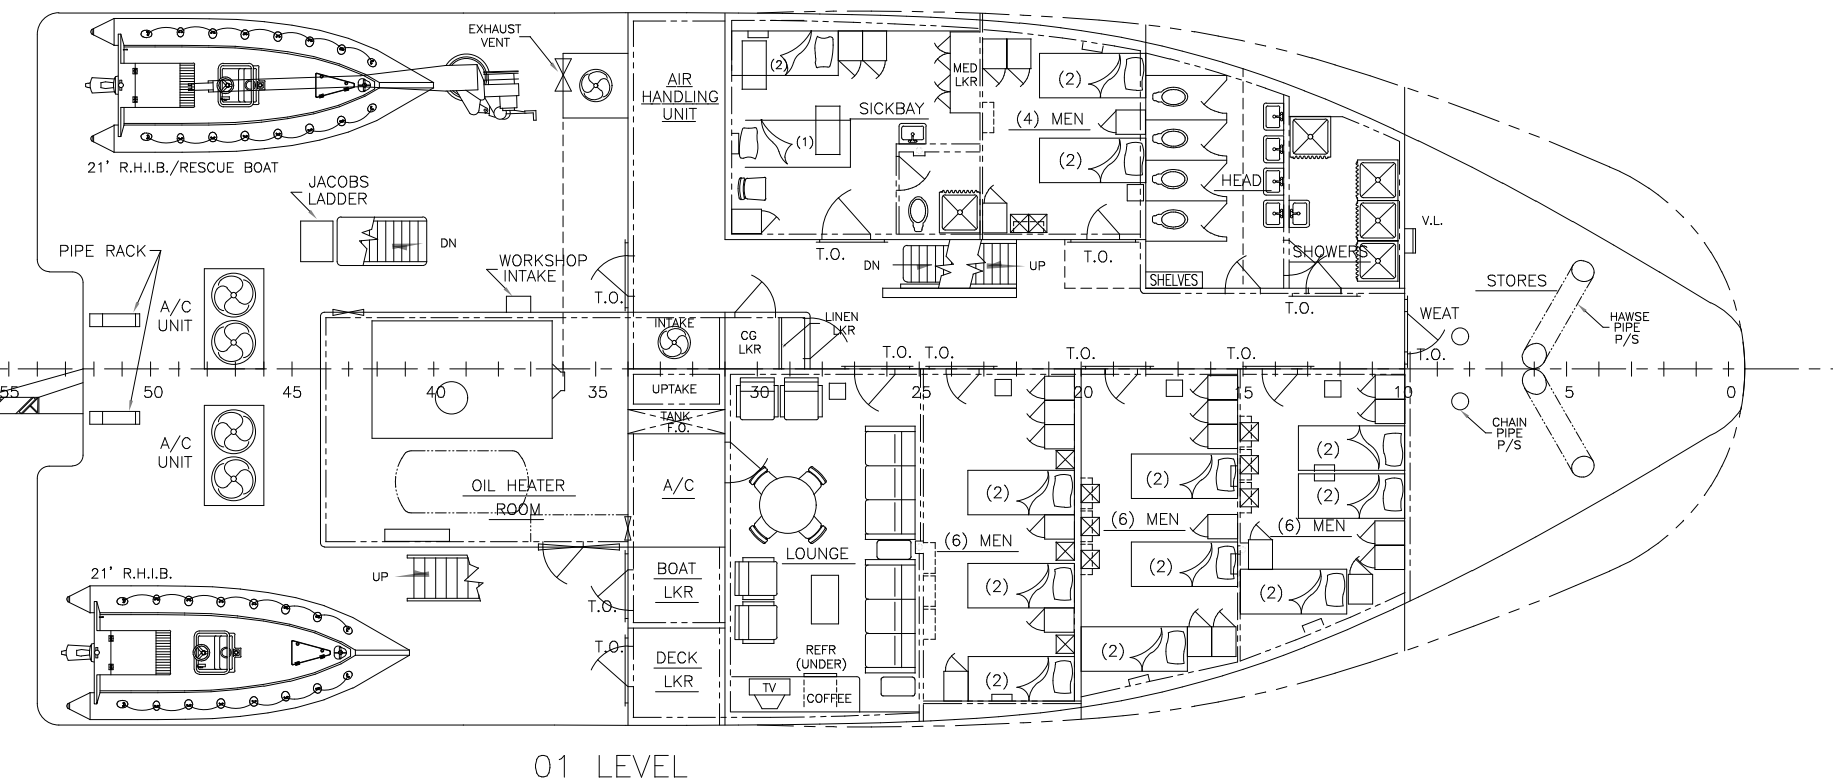 EXHAUST
VENT
21' R.H.I.B./RESCUE BOAT
JACOBS
LADDER
DN
PIPE RACK
WORKSHOP
INTAKE
A/C
UNIT
A/C
UNIT
AIR
HANDLING
UNIT
T.O.
(2)
(1)
SICKBAY
MED
LKR
(2)
(4) MEN
(2)
HEAD
SHOWERS
SHELVES
V.L.
T.O.
DN
UP
T.O.
T.O.
STORES
WEAT
HAWSE
PIPE
P/S
CHAIN
PIPE
P/S
INTAKE
CG
LKR
LINEN
LKR
T.O.
T.O.
T.O.
T.O.
T.O.
55
50
45
40
35
30
25
20
15
10
5
0
UPTAKE
TANK
F.O.
A/C
OIL HEATER
ROOM
UP
21' R.H.I.B.
BOAT
LKR
T.O.
DECK
LKR
T.O.
LOUNGE
REFR
(UNDER)
TV
COFFEE
(2)
(6) MEN
(2)
(2)
(2)
(6) MEN
(2)
(2)
(2)
(2)
(6) MEN
(2)
01 LEVEL